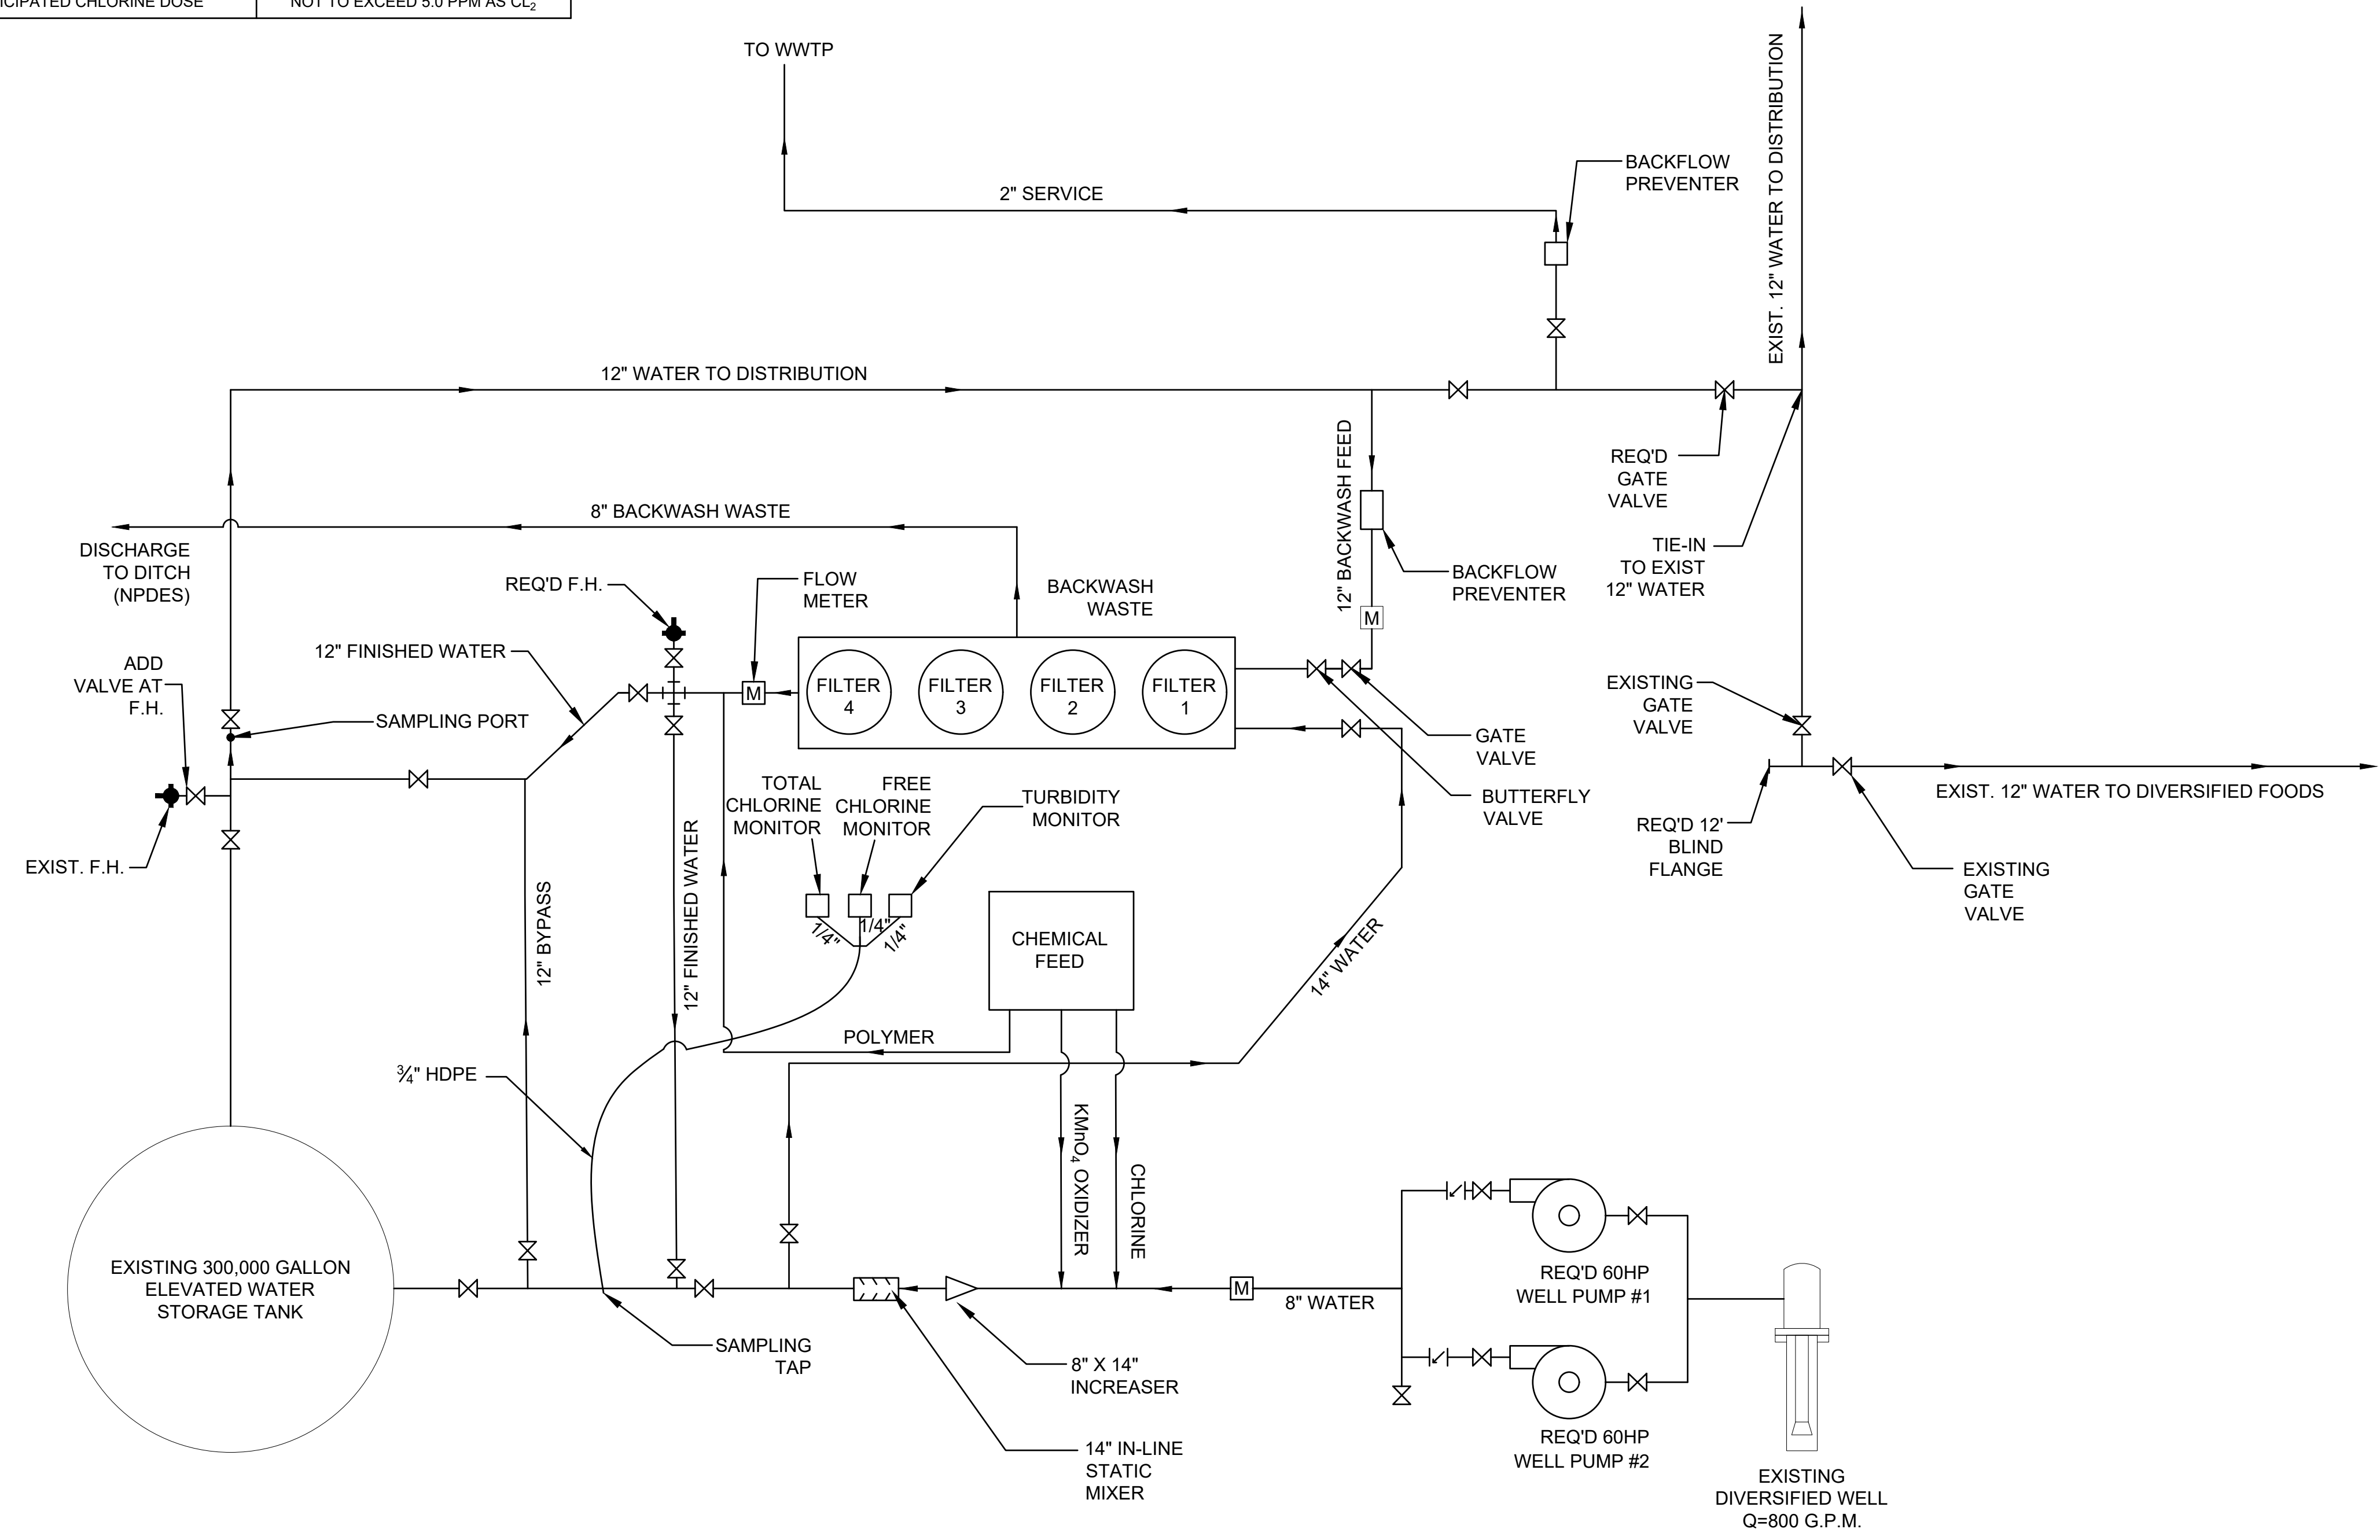 NOT TO EXCEED 5.0 PPM AS CL₂
TO WWTP
BACKFLOW
PREVENTER
2" SERVICE
EXIST. 12" WATER TO DISTRIBUTION
12" WATER TO DISTRIBUTION
REQ'D
GATE
VALVE
12" BACKWASH FEED
8" BACKWASH WASTE
DISCHARGE
TO DITCH
(NPDES)
TIE-IN
TO EXIST
12" WATER
BACKFLOW
PREVENTER
REQ'D F.H.
FLOW
METER
BACKWASH
WASTE
M
12" FINISHED WATER
ADD
VALVE AT
F.H.
SAMPLING PORT
M
FILTER
4
FILTER
3
FILTER
2
FILTER
1
EXISTING
GATE
VALVE
GATE
VALVE
BUTTERFLY
VALVE
EXIST. 12" WATER TO DIVERSIFIED FOODS
REQ'D 12'
BLIND
FLANGE
EXISTING
GATE
VALVE
TOTAL
CHLORINE
MONITOR
FREE
CHLORINE
MONITOR
TURBIDITY
MONITOR
EXIST. F.H.
12" BYPASS
12" FINISHED WATER
1/4"
1/4"
1/4"
CHEMICAL
FEED
14" WATER
POLYMER
¾" HDPE
KMnO₄ OXIDIZER
CHLORINE
EXISTING 300,000 GALLON
ELEVATED WATER
STORAGE TANK
M
8" WATER
REQ'D 60HP
WELL PUMP #1
SAMPLING
TAP
8" X 14"
INCREASER
14" IN-LINE
STATIC
MIXER
REQ'D 60HP
WELL PUMP #2
EXISTING
DIVERSIFIED WELL
Q=800 G.P.M.